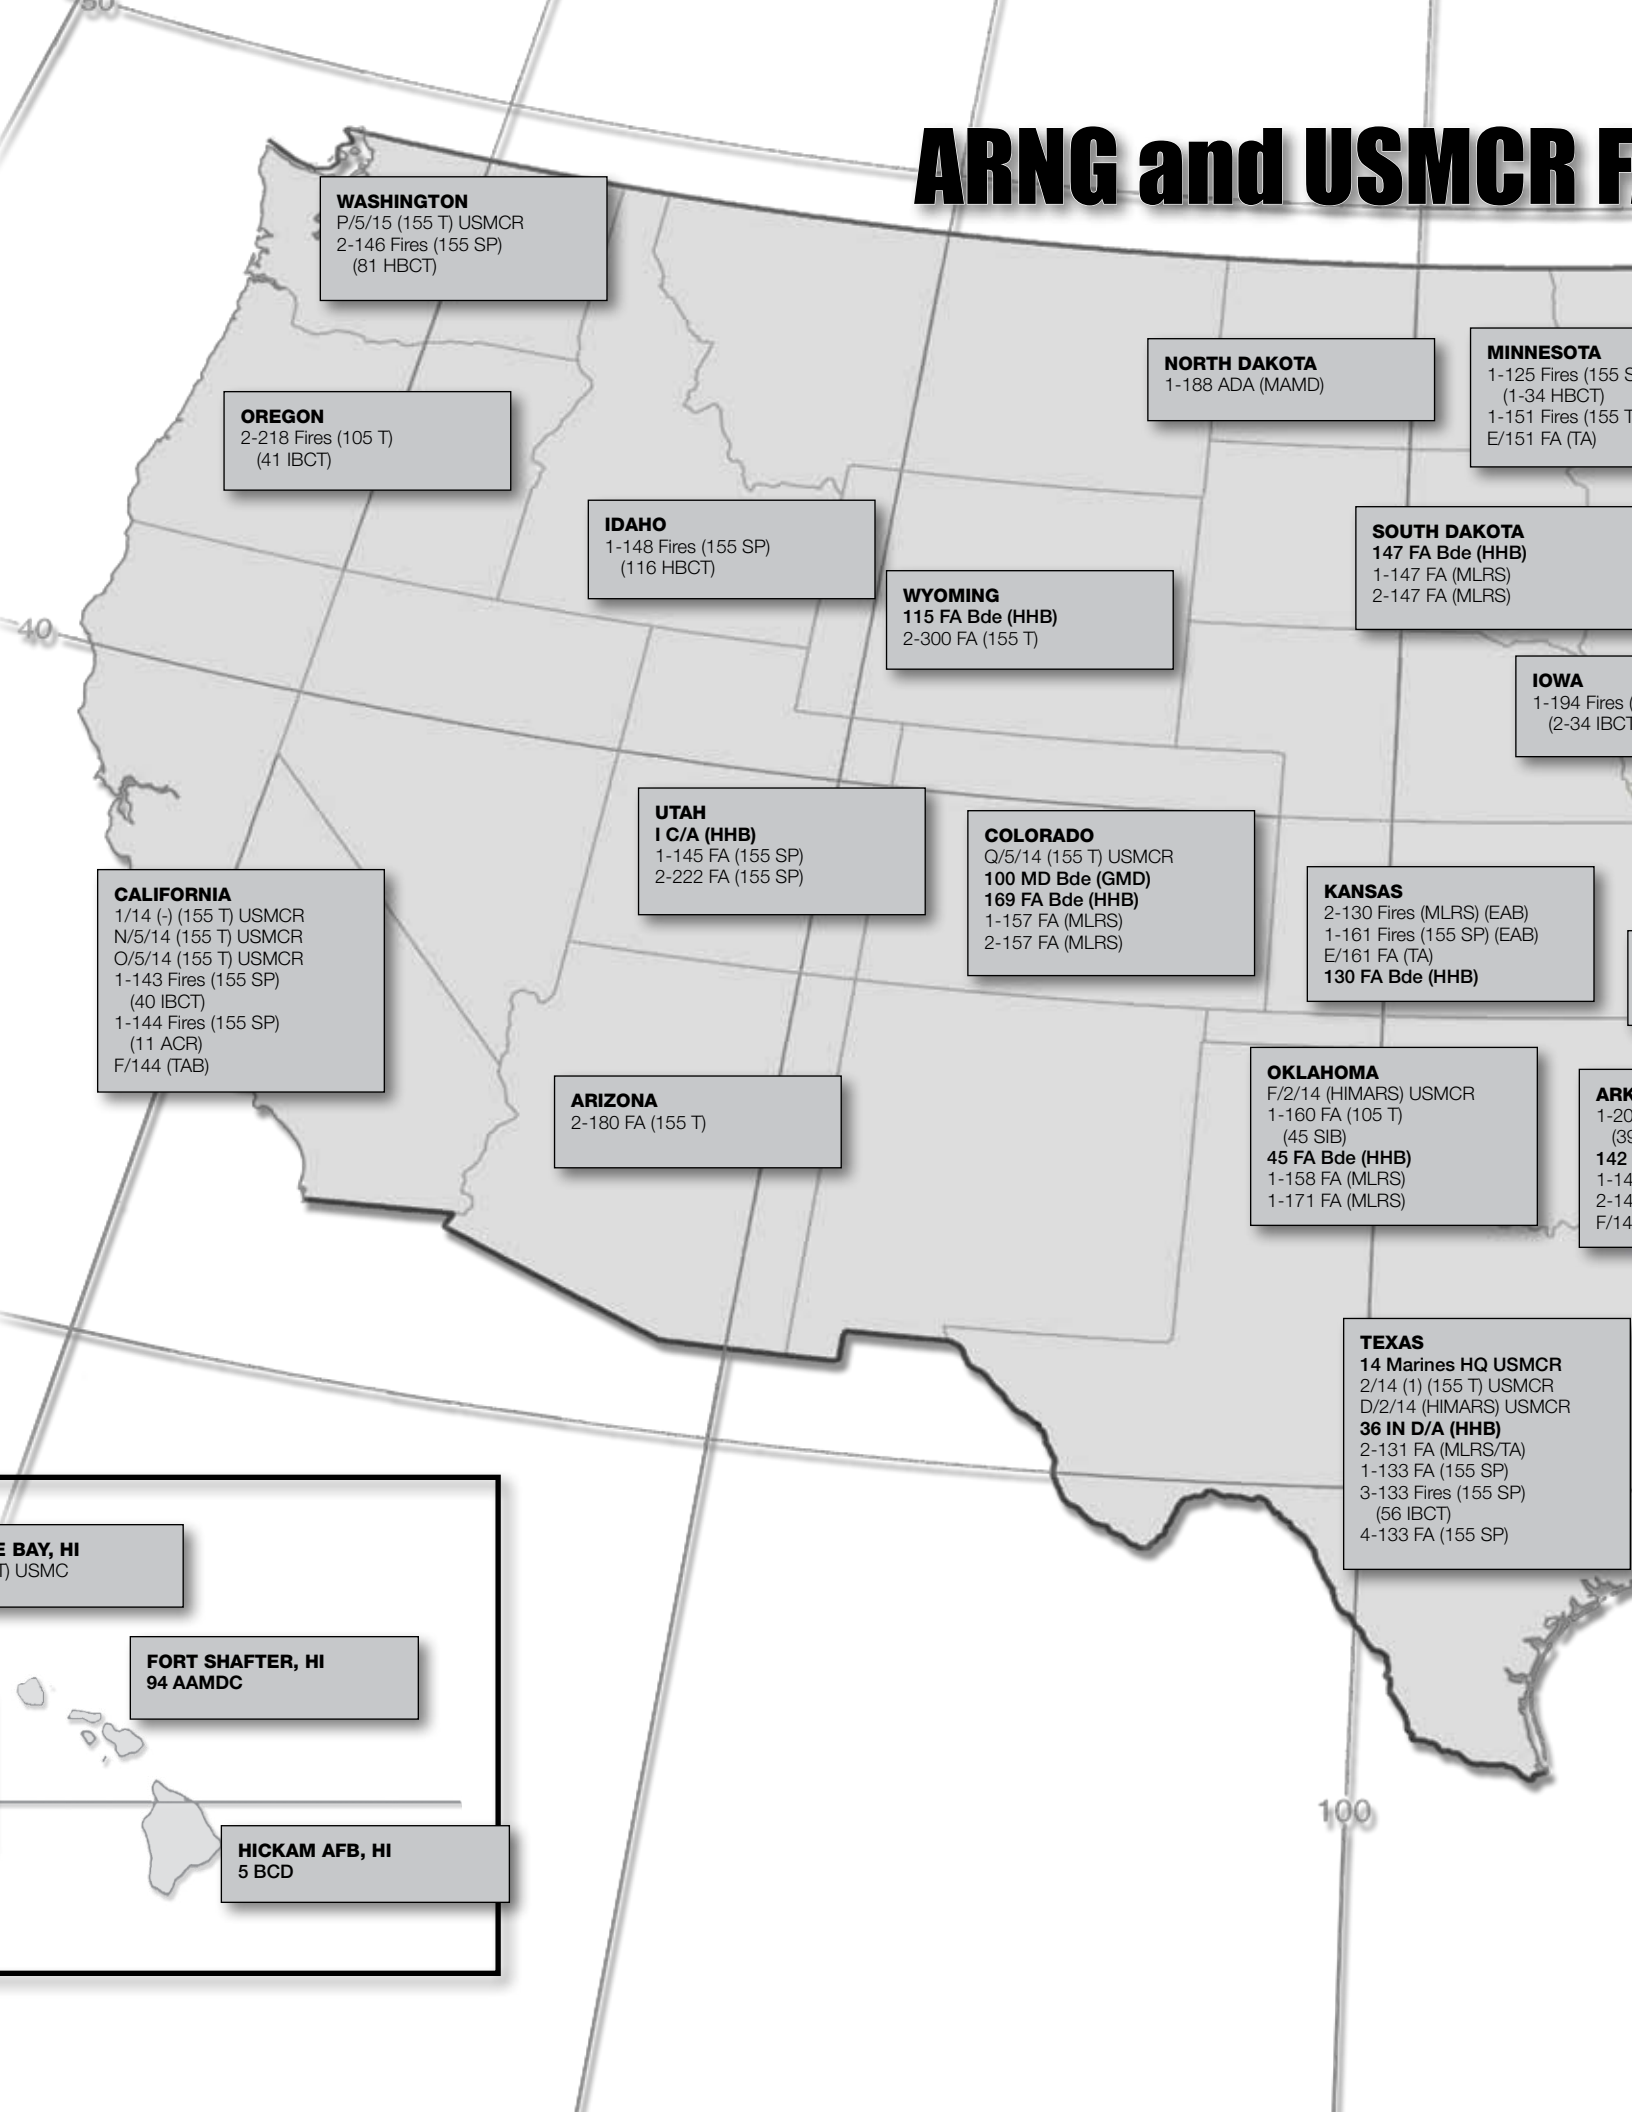 50
ARNG and USMCR
WASHINGTON
P/5/15 (155 T) USMCR
2-146 Fires (155 SP)
(81 HBCT)
OREGON
2-218 Fires (105 T)
(41 IBCT)
IDAHO
1-148 Fires (155 SP)
(116 HBCT)
WYOMING
115 FA Bde (HHB)
2-300 FA (155 T)
NORTH DAKOTA
1-188 ADA (MAMD)
MINNESOTA
1-125 Fires (155
(1-34 HBCT)
1-151 Fires (155 T
E/151 FA (TA)
SOUTH DAKOTA
147 FA Bde (HHB)
1-147 FA (MLRS)
2-147 FA (MLRS)
IOWA
1-194 Fires (
(2-34 IBCT
40
UTAH
I C/A (HHB)
1-145 FA (155 SP)
2-222 FA (155 SP)
COLORADO
Q/5/14 (155 T) USMCR
100 MD Bde (GMD)
169 FA Bde (HHB)
1-157 FA (MLRS)
2-157 FA (MLRS)
KANSAS
2-130 Fires (MLRS) (EAB)
1-161 Fires (155 SP) (EAB)
E/161 FA (TA)
130 FA Bde (HHB)
CALIFORNIA
1/14 (-) (155 T) USMCR
N/5/14 (155 T) USMCR
O/5/14 (155 T) USMCR
1-143 Fires (155 SP)
(40 IBCT)
1-144 Fires (155 SP)
(11 ACR)
F/144 (TAB)
ARIZONA
2-180 FA (155 T)
OKLAHOMA
F/2/14 (HIMARS) USMCR
1-160 FA (105 T)
(45 SIB)
45 FA Bde (HHB)
1-158 FA (MLRS)
1-171 FA (MLRS)
ARK
1-20
(39
142
1-14
2-14
F/14
TEXAS
14 Marines HQ USMCR
2/14 (1) (155 T) USMCR
D/2/14 (HIMARS) USMCR
36 IN D/A (HHB)
2-131 FA (MLRS/TA)
1-133 FA (155 SP)
3-133 Fires (155 SP)
(56 IBCT)
4-133 FA (155 SP)
E BAY, HI
T) USMC
FORT SHAFTER, HI
94 AAMDC
HICKAM AFB, HI
5 BCD
100